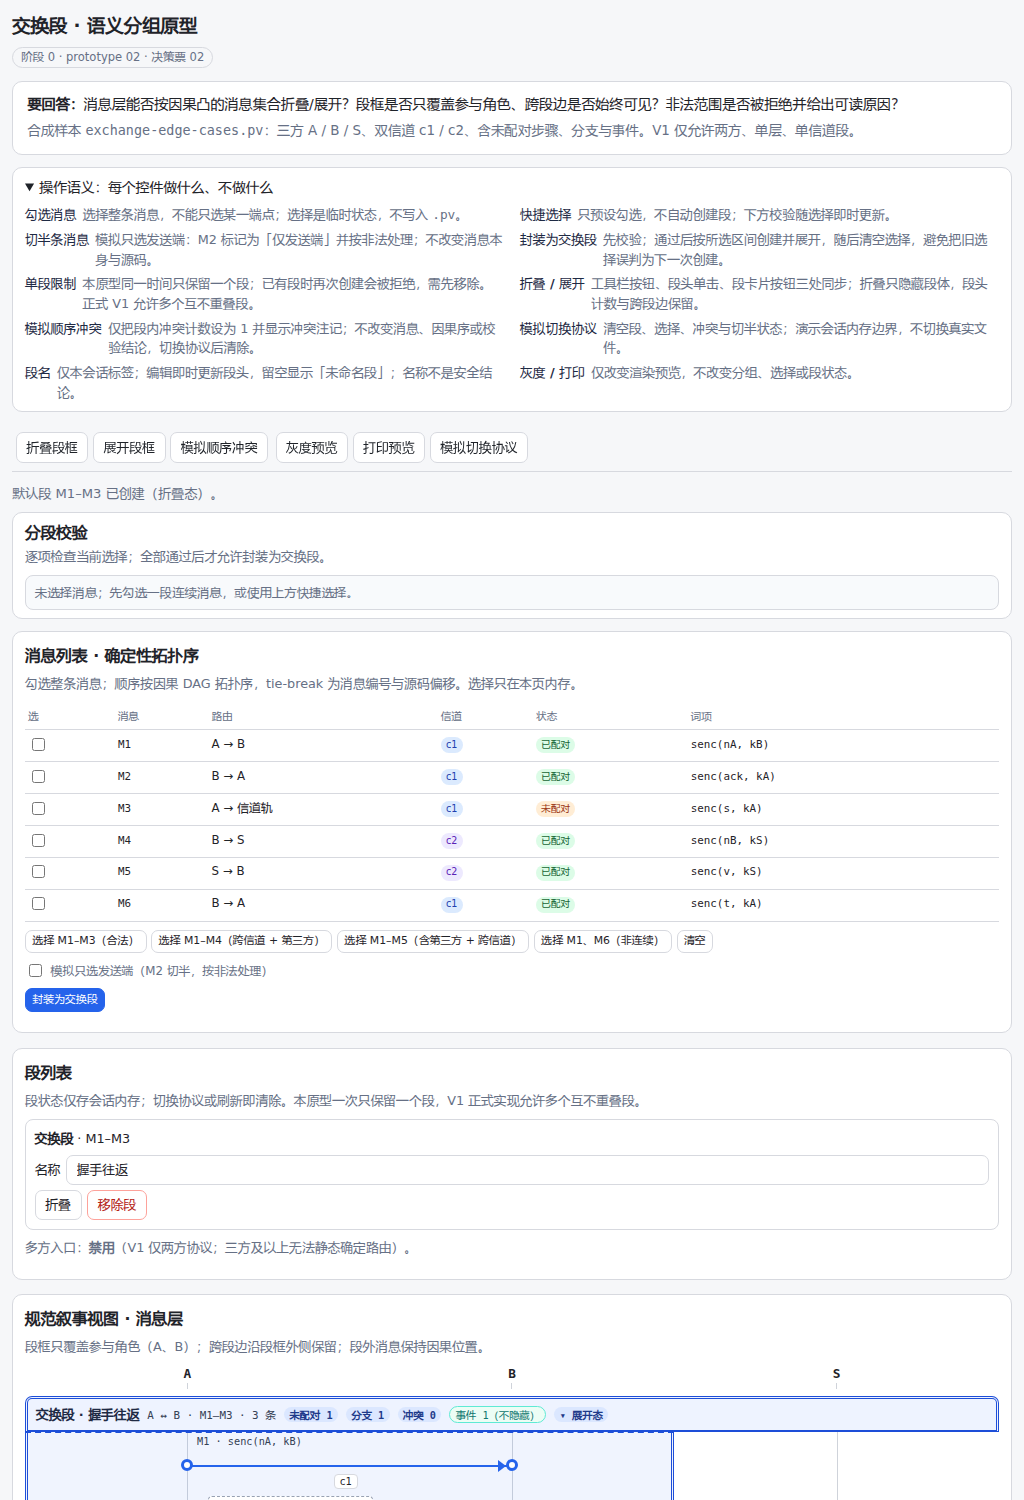 交换段 · 语义分组原型
阶段 0 · prototype 02 · 决策票 02
要回答：消息层能否按因果凸的消息集合折叠/展开？段框是否只覆盖参与角色、跨段边是否始终可见？非法范围是否被拒绝并给出可读原因？
合成样本 exchange-edge-cases.pv：三方 A / B / S、双信道 c1 / c2、含未配对步骤、分支与事件。V1 仅允许两方、单层、单信道段。
▼ 操作语义：每个控件做什么、不做什么
勾选消息 选择整条消息，不能只选某一端点；选择是临时状态，不写入 .pv。
快捷选择 只预设勾选，不自动创建段；下方校验随选择即时更新。
切半条消息 模拟只选发送端：M2 标记为「仅发送端」并按非法处理；不改变消息本
身与源码。
封装为交换段 先校验；通过后按所选区间创建并展开，随后清空选择，避免把旧选
择误判为下一次创建。
单段限制 本原型同一时间只保留一个段；已有段时再次创建会被拒绝，需先移除。
正式 V1 允许多个互不重叠段。
折叠 / 展开 工具栏按钮、段头单击、段卡片按钮三处同步；折叠只隐藏段体，段头
计数与跨段边保留。
模拟顺序冲突 仅把段内冲突计数设为 1 并显示冲突注记；不改变消息、因果序或校
验结论，切换协议后清除。
模拟切换协议 清空段、选择、冲突与切半状态；演示会话内存边界，不切换真实文
件。
段名 仅本会话标签；编辑即时更新段头，留空显示「未命名段」；名称不是安全结
论。
灰度 / 打印 仅改变渲染预览，不改变分组、选择或段状态。
折叠段框 展开段框 模拟顺序冲突 灰度预览 打印预览 模拟切换协议
默认段 M1–M3 已创建（折叠态）。
分段校验
逐项检查当前选择；全部通过后才允许封装为交换段。
未选择消息；先勾选一段连续消息，或使用上方快捷选择。
消息列表 · 确定性拓扑序
勾选整条消息；顺序按因果 DAG 拓扑序，tie-break 为消息编号与源码偏移。选择只在本页内存。
选 消息 路由 信道 状态 词项
M1 A → B c1 已配对 senc(nA, kB)
M2 B → A c1 已配对 senc(ack, kA)
M3 A → 信道轨 c1 未配对 senc(s, kA)
M4 B → S c2 已配对 senc(nB, kS)
M5 S → B c2 已配对 senc(v, kS)
M6 B → A c1 已配对 senc(t, kA)
选择 M1–M3（合法） 选择 M1–M4（跨信道 + 第三方） 选择 M1–M5（含第三方 + 跨信道） 选择 M1、M6（非连续） 清空
模拟只选发送端（M2 切半，按非法处理）
封装为交换段
段列表
段状态仅存会话内存；切换协议或刷新即清除。本原型一次只保留一个段，V1 正式实现允许多个互不重叠段。
交换段 · M1–M3
名称 握手往返
折叠 移除段
多方入口：禁用（V1 仅两方协议；三方及以上无法静态确定路由）。
规范叙事视图 · 消息层
段框只覆盖参与角色（A、B）；跨段边沿段框外侧保留；段外消息保持因果位置。
A B S
交换段 · 握手往返 A ↔ B · M1–M3 · 3 条 未配对 1 分支 1 冲突 0 事件 1（不隐藏） ▾ 展开态
M1 · senc(nA, kB)
c1